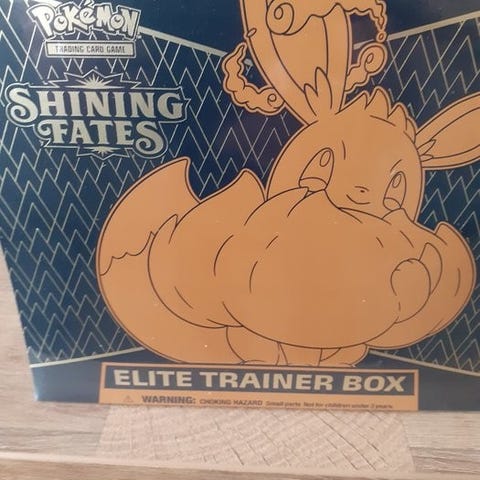 Pokémon
TRADING CARD GAME
SHINING
FATES
ELITE TRAINER BOX
⚠ WARNING: CHOKING HAZARD Small parts. Not for children under 3 years.